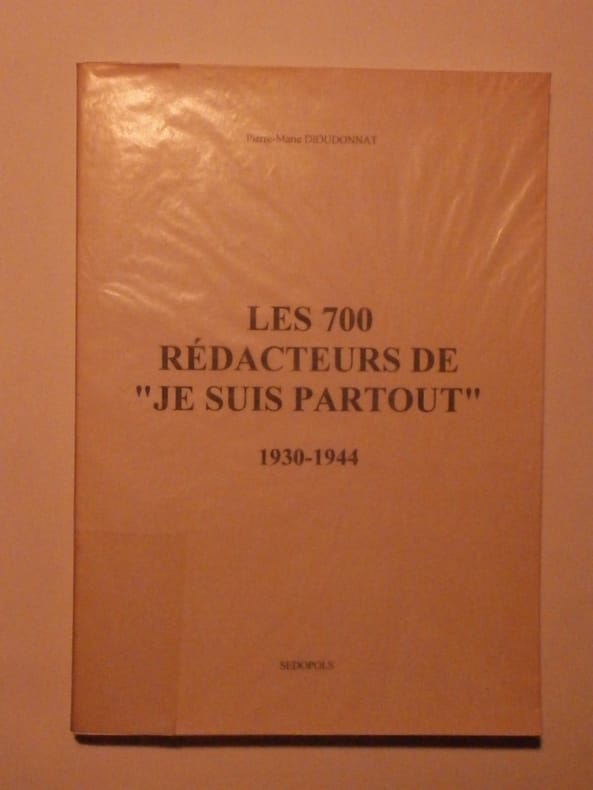 Pierre-Marie DIOUDONNAT
LES 700
RÉDACTEURS DE
"JE SUIS PARTOUT"
1930-1944
SEDOPOLS